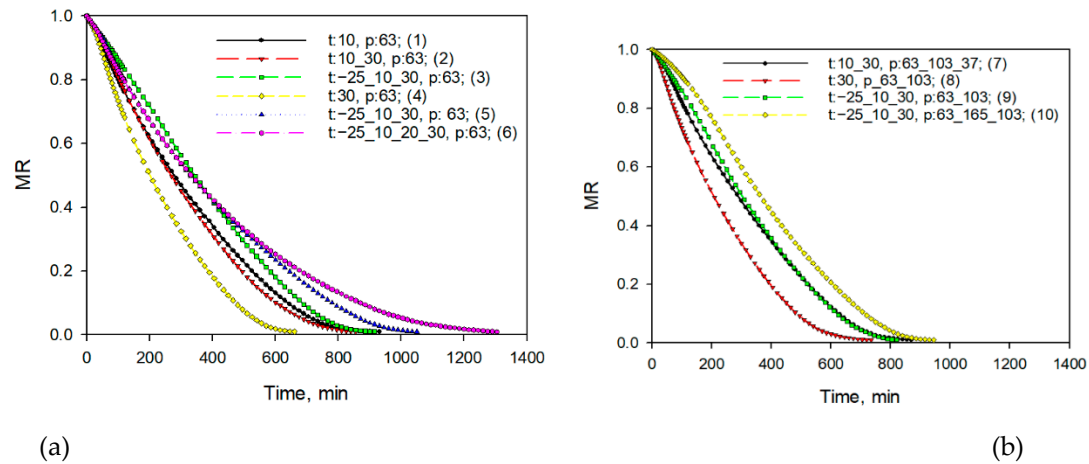 1.0
0.8
0.6
0.4
0.2
0.0
MR
t:10, p:63; (1)
t:10_30, p:63; (2)
t:-25_10_30, p:63; (3)
t:30, p:63; (4)
t:-25_10_30, p: 63; (5)
t:-25_10_20_30, p:63; (6)
0 200 400 600 800 1000 1200 1400
Time, min
(a)
1.0
0.8
0.6
0.4
0.2
0.0
MR
t:10_30, p:63_103_37; (7)
t:30, p_63_103; (8)
t:-25_10_30, p:63_103; (9)
t:-25_10_30, p:63_165_103; (10)
0 200 400 600 800 1000 1200 1400
Time, min
(b)